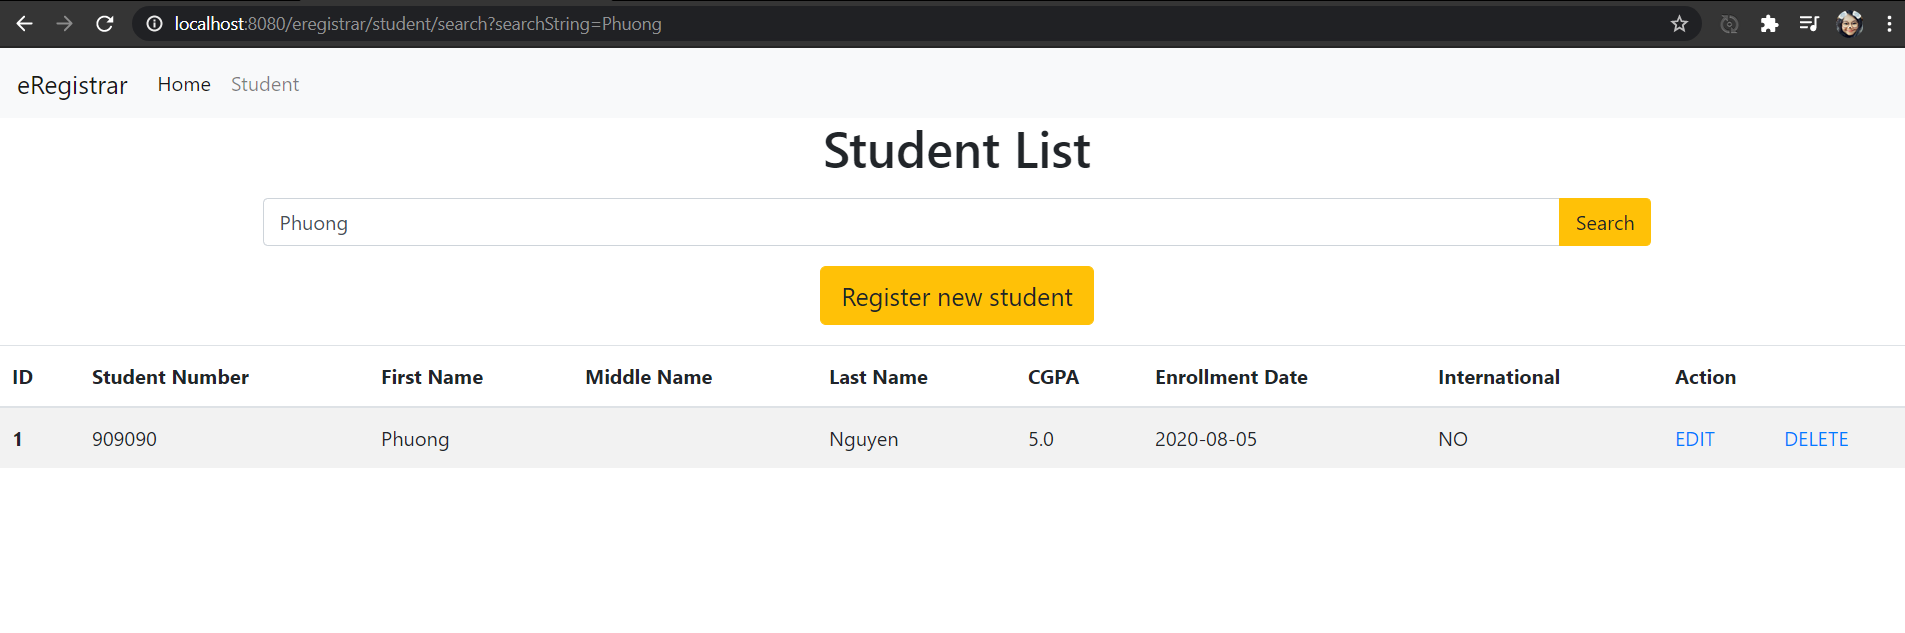 localhost:8080/eregistrar/student/search?searchString=Phuong
eRegistrar Home Student
Student List
Phuong Search
Register new student
ID Student Number First Name Middle Name Last Name CGPA Enrollment Date International Action
1 909090 Phuong Nguyen 5.0 2020-08-05 NO EDIT DELETE